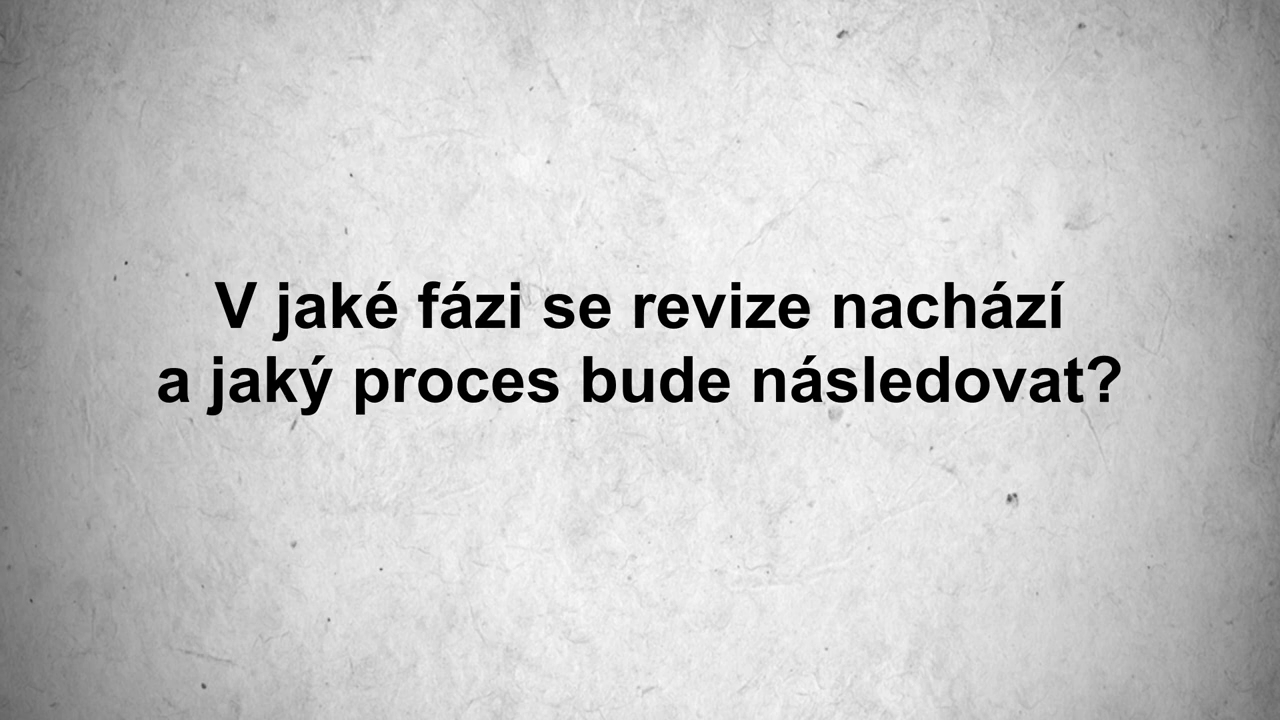 V jaké fázi se revize nachází
a jaký proces bude následovat?